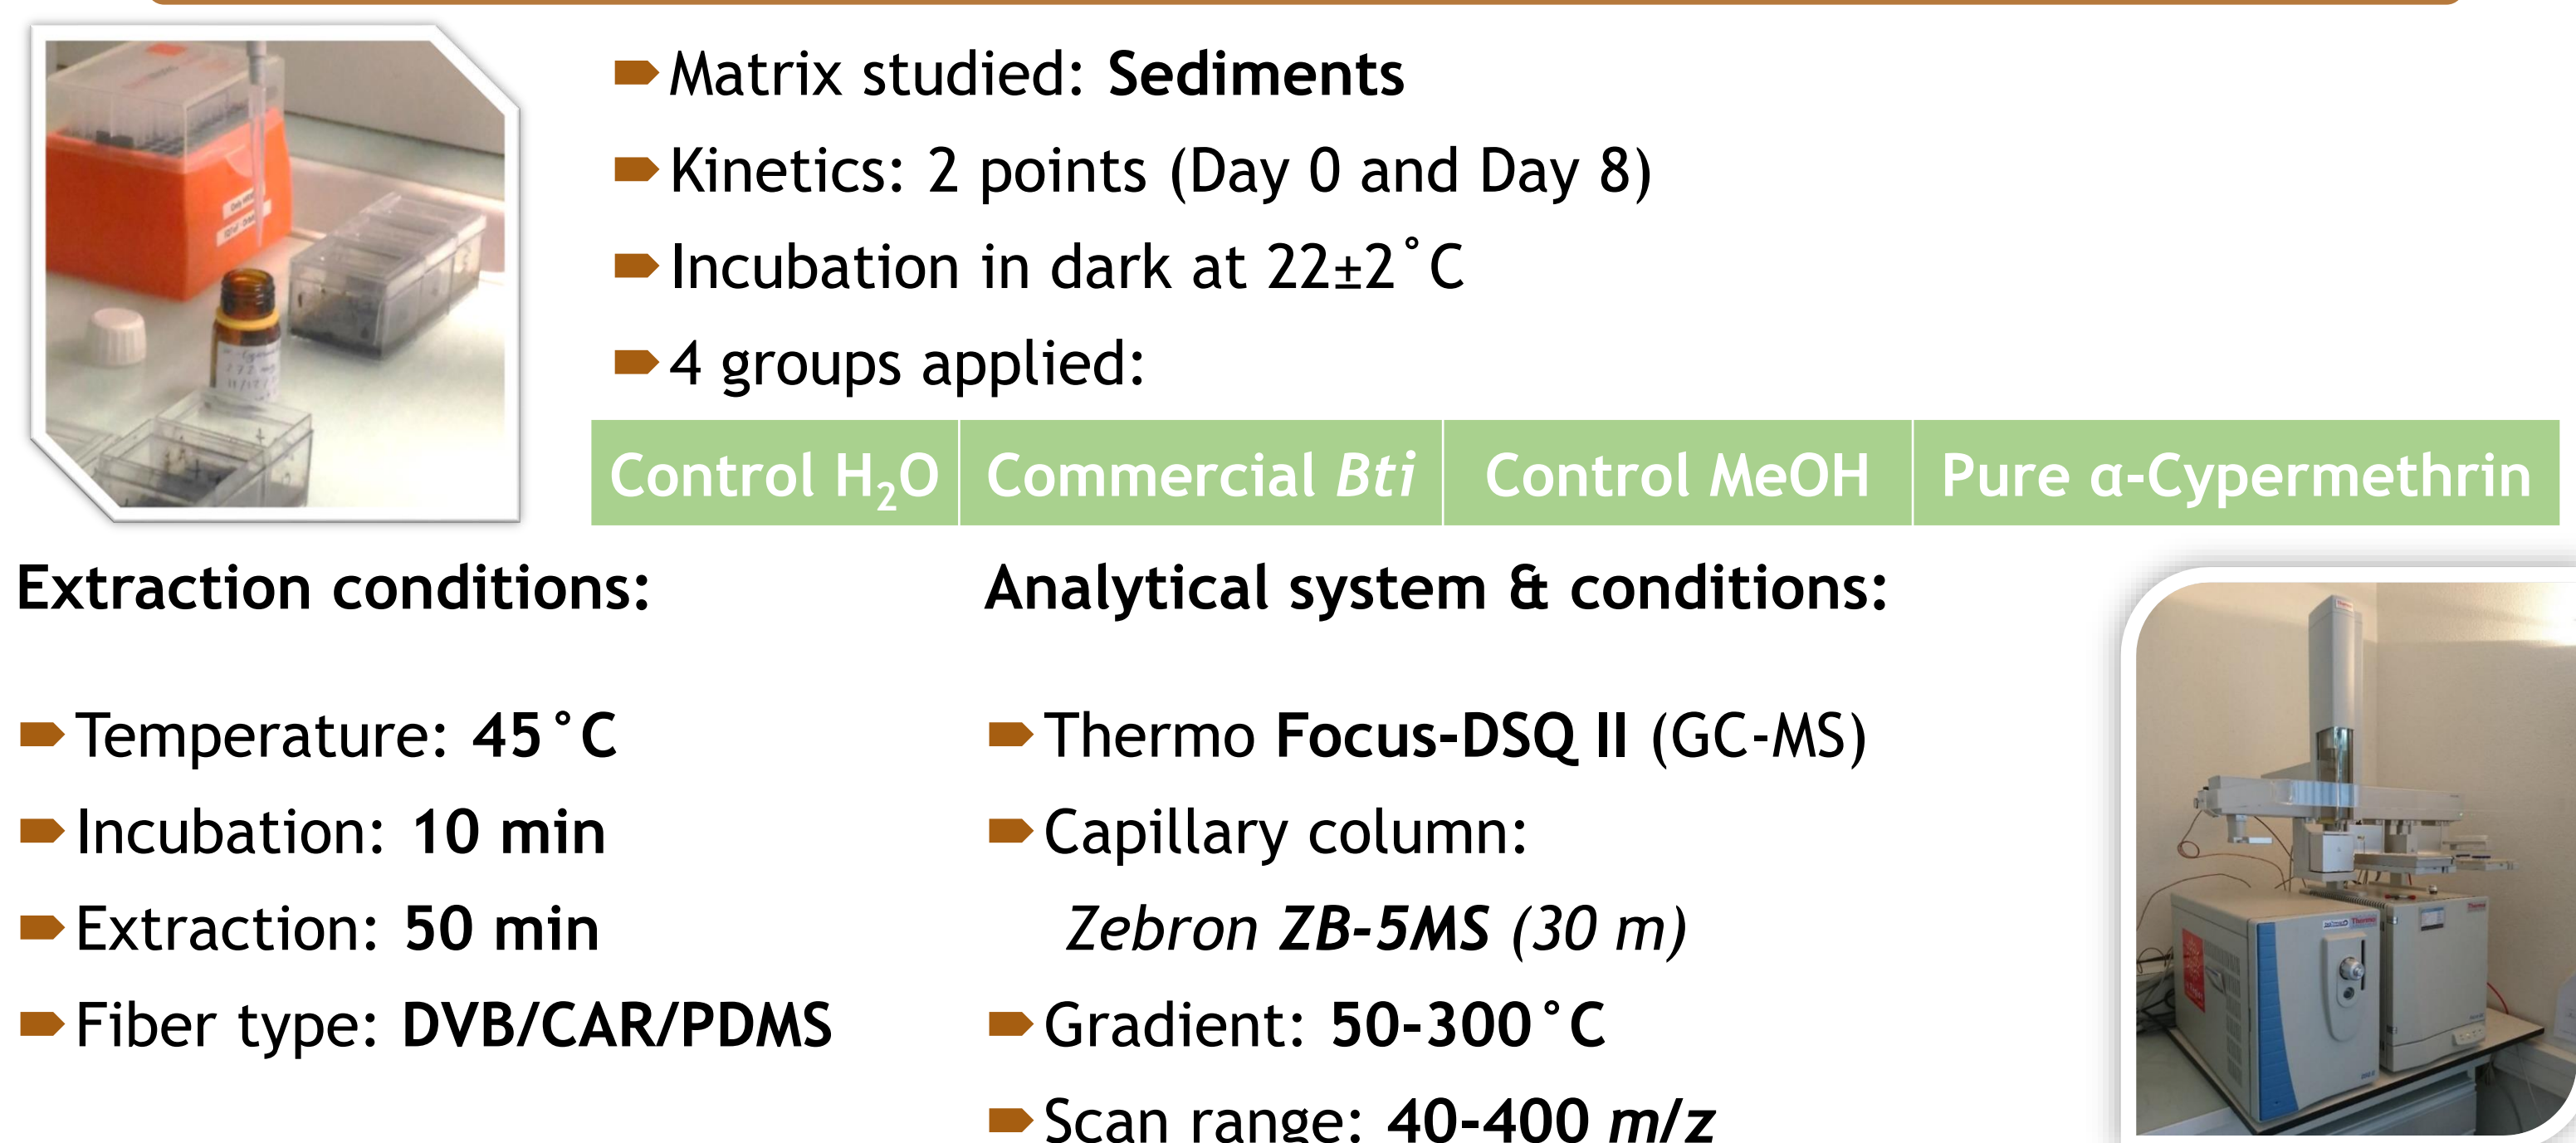 Matrix studied: Sediments
Kinetics: 2 points (Day 0 and Day 8)
Incubation in dark at 22±2˚C
4 groups applied:
Control H₂O
Commercial Bti
Control MeOH
Pure α-Cypermethrin
Extraction conditions:
Temperature: 45˚C
Incubation: 10 min
Extraction: 50 min
Fiber type: DVB/CAR/PDMS
Analytical system & conditions:
Thermo Focus-DSQ II (GC-MS)
Capillary column:
Zebron ZB-5MS (30 m)
Gradient: 50-300˚C
Scan range: 40-400 m/z